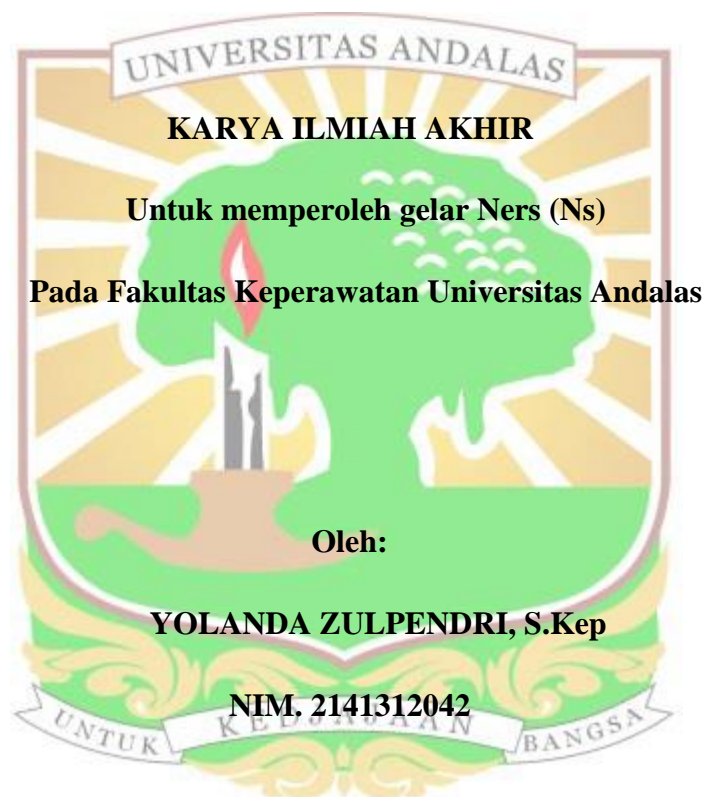 UNIVERSITAS ANDALAS
KARYA ILMIAH AKHIR
Untuk memperoleh gelar Ners (Ns)
Pada Fakultas Keperawatan Universitas Andalas
Oleh:
YOLANDA ZULPENDRI, S.Kep
NIM. 2141312042
UNTUK KEDJAJAAN BANGSA